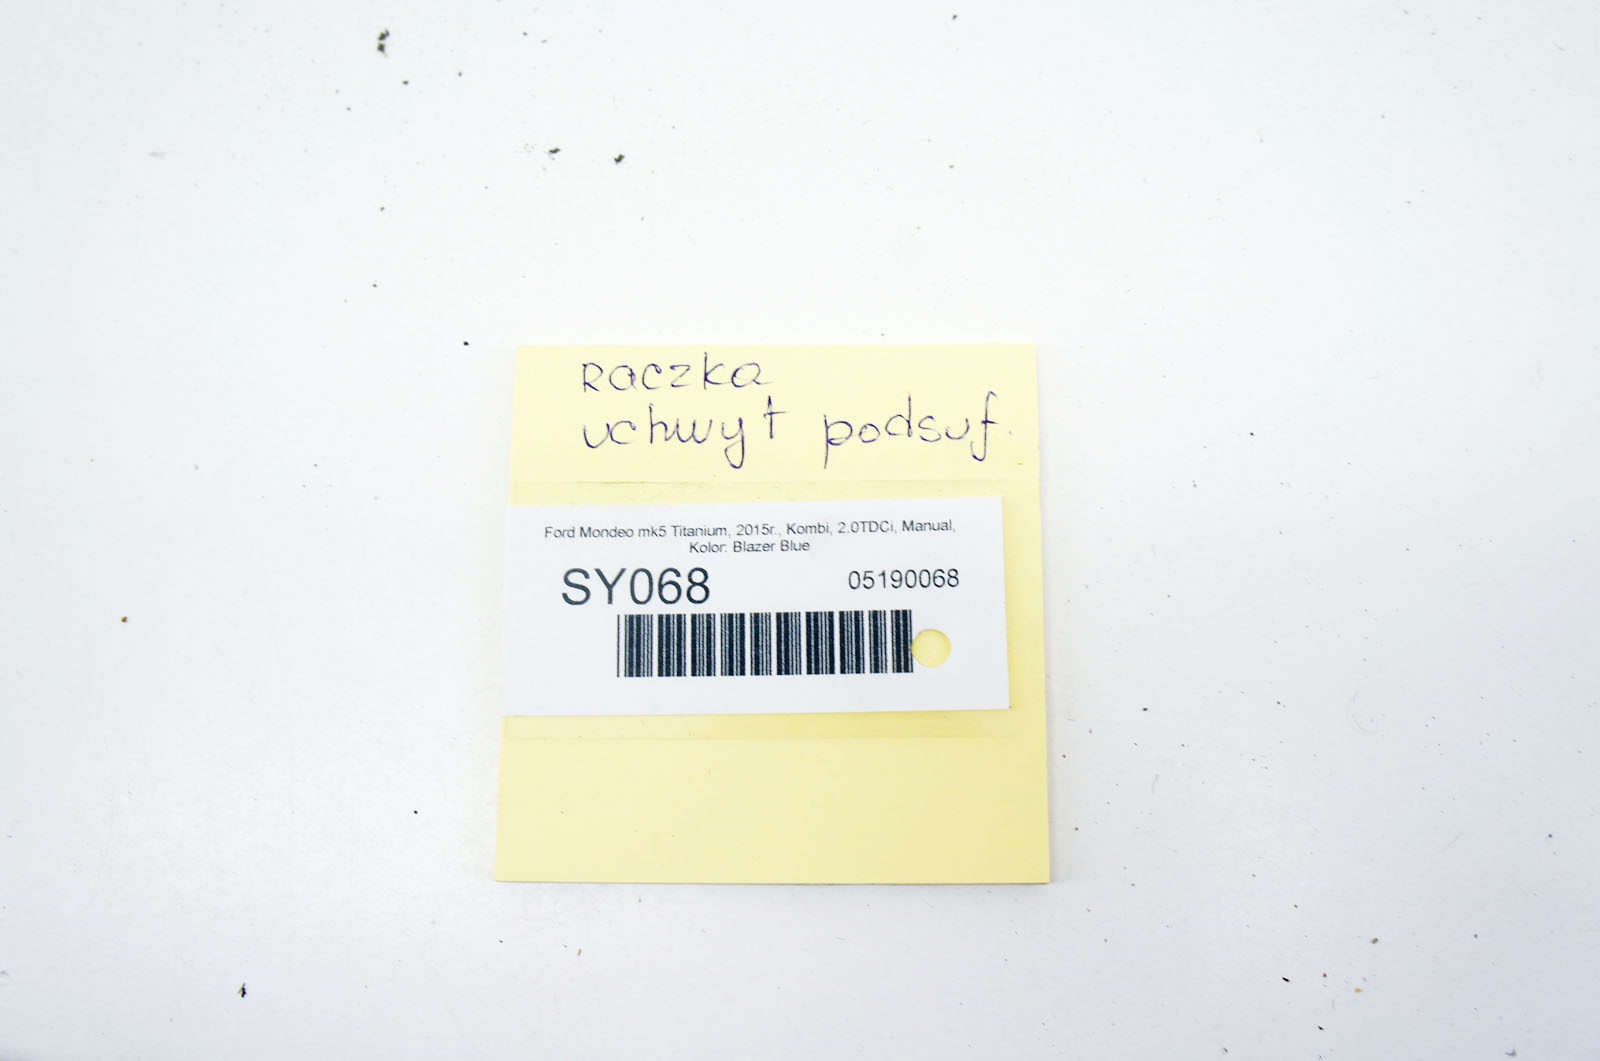 Raczka
uchwyt podsuf.
Ford Mondeo mk5 Titanium, 2015r., Kombi, 2.0TDCi, Manual,
Kolor: Blazer Blue
SY068
05190068